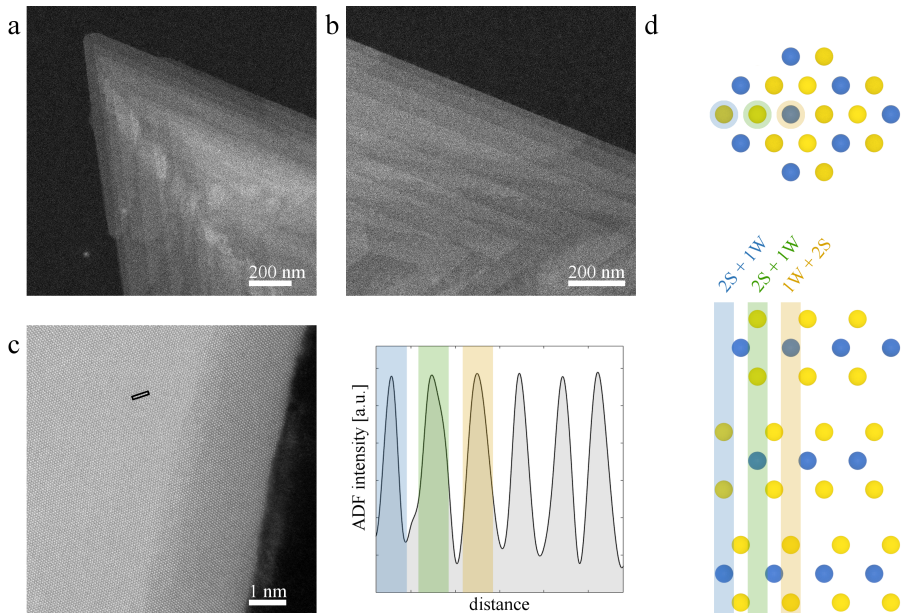 a
b
d
200 nm
200 nm
2S + 1W
2S + 1W
1W + 2S
c
1 nm
ADF intensity [a.u.]
distance